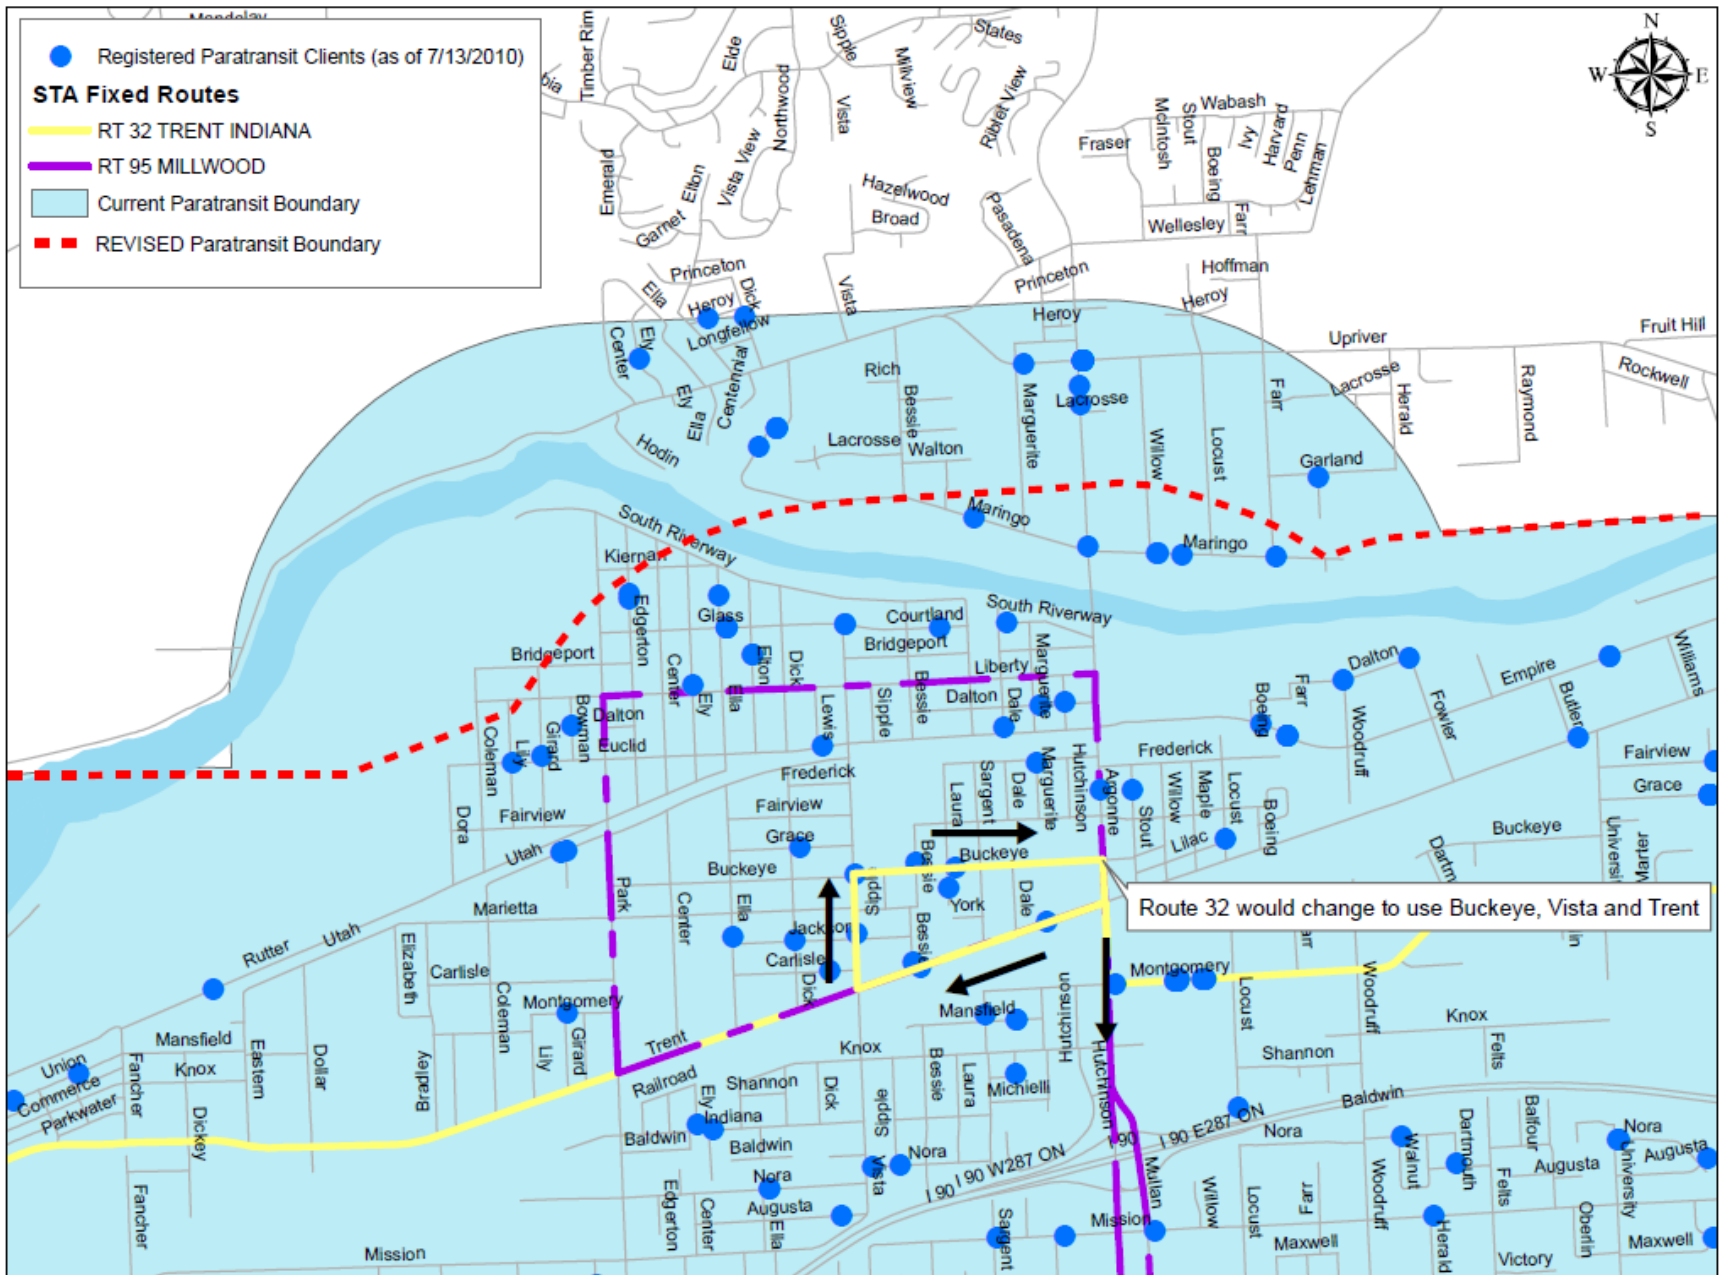 Registered Paratransit Clients (as of 7/13/2010)
STA Fixed Routes
RT 32 TRENT INDIANA
RT 95 MILLWOOD
Current Paratransit Boundary
REVISED Paratransit Boundary
N
W E
S
Timber Rim
Elde
Sipple
States
Northwood
Vista
Millview
Riblet View
Emerald
Elton
Vista View
Garnet
Hazelwood
Broad
Pasadena
Fraser
McIntosh
Stout
Wabash
Boeing
Ivy
Harvard
Penn
Lehman
Wellesley
Farr
Princeton
Ella
Heroy
Dick
Longfellow
Vista
Princeton
Hoffman
Heroy
Heroy
Upriver
Fruit Hill
Center
Ely
Centennial
Rich
Lacrosse
Lacrosse
Rockwell
Ely
Ella
Bessie
Marguerite
Farr
Herald
Raymond
Hodin
Lacrosse
Walton
Willow
Locust
Garland
South Riverway
Maringo
Maringo
Kiernan
Edgerton
Glass
Courtland
South Riverway
Bridgeport
Bridgeport
Center
Elton
Dick
Liberty
Marguerite
Dalton
Empire
Williams
Ely
Ella
Lewis
Sipple
Bessie
Dalton
Dale
Boeing
Farr
Fowler
Butler
Coleman
Lily
Girard
Bowman
Dalton
Euclid
Woodruff
Frederick
Frederick
Fairview
Dora
Fairview
Fairview
Laura
Sargent
Dale
Marguerite
Hutchinson
Argonne
Stout
Willow
Maple
Locust
Boeing
Grace
Utah
Grace
Lilac
Buckeye
Buckeye
Bessie
Buckeye
University
Park
Sipple
York
Dale
Route 32 would change to use Buckeye, Vista and Trent
Marietta
Center
Ella
Jackson
Bessie
Rutter
Utah
Elizabeth
Carlisle
Carlisle
Dick
Montgomery
Locust
Woodruff
Coleman
Montgomery
Mansfield
Hutchinson
Knox
Mansfield
Eastern
Dollar
Lily
Girard
Trent
Knox
Hutchinson
Shannon
Felts
Union
Commerce
Parkwater
Fancher
Knox
Bradley
Railroad
Shannon
Dick
Sipple
Bessie
Laura
Michielli
Baldwin
Dickey
Ely
Indiana
Baldwin
Baldwin
I 90
I 90 E287 ON
Nora
Walnut
Dartmouth
Balfour
Nora
Nora
Vista
Nora
I 90
I 90 W287 ON
Mullan
Augusta
University
Augusta
Fancher
Edgerton
Center
Augusta
Ella
Sargent
Mission
Willow
Locust
Farr
Woodruff
Felts
Oberlin
Mission
Maxwell
Herald
Victory
Maxwell